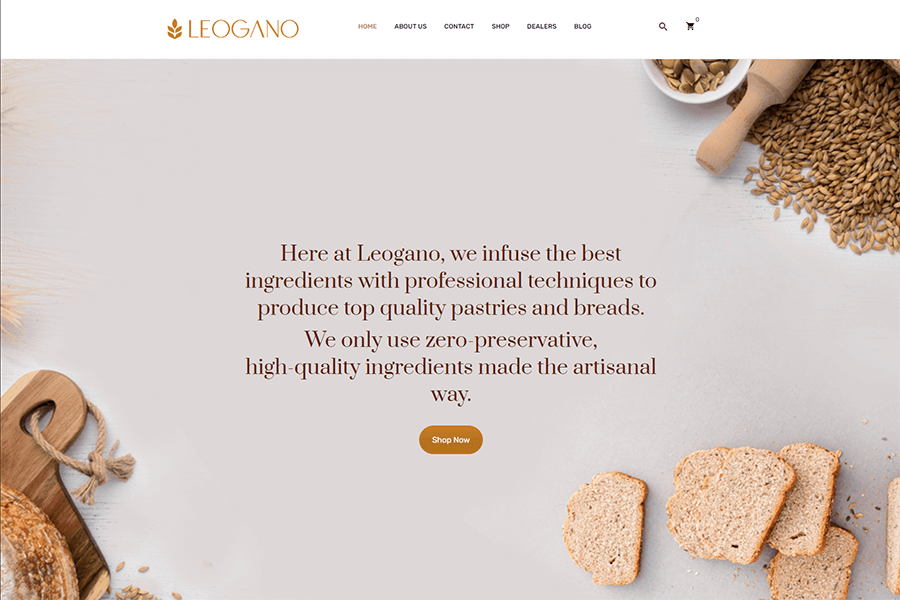 LEOGANO
HOME ABOUT US CONTACT SHOP DEALERS BLOG
0
Here at Leogano, we infuse the best
ingredients with professional techniques to
produce top quality pastries and breads.
We only use zero-preservative,
high-quality ingredients made the artisanal
way.
Shop Now